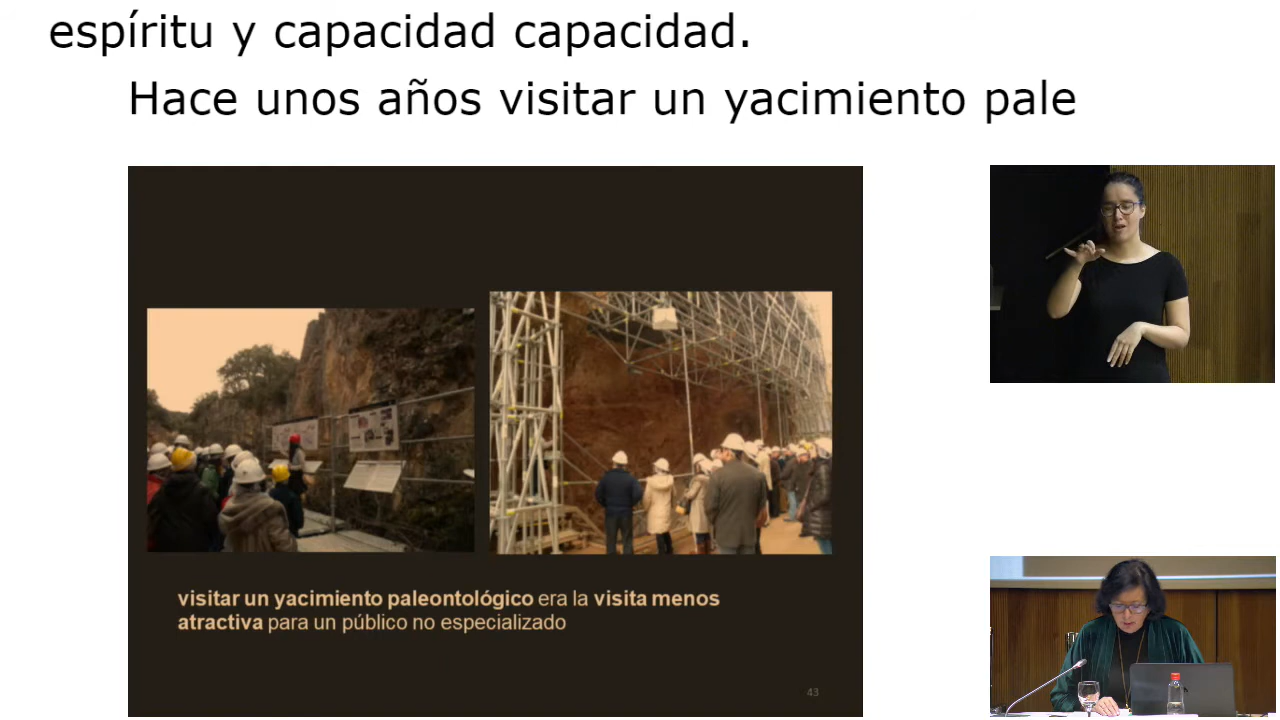 espíritu y capacidad capacidad.
Hace unos años visitar un yacimiento pale
visitar un yacimiento paleontológico era la visita menos
atractiva para un público no especializado
43